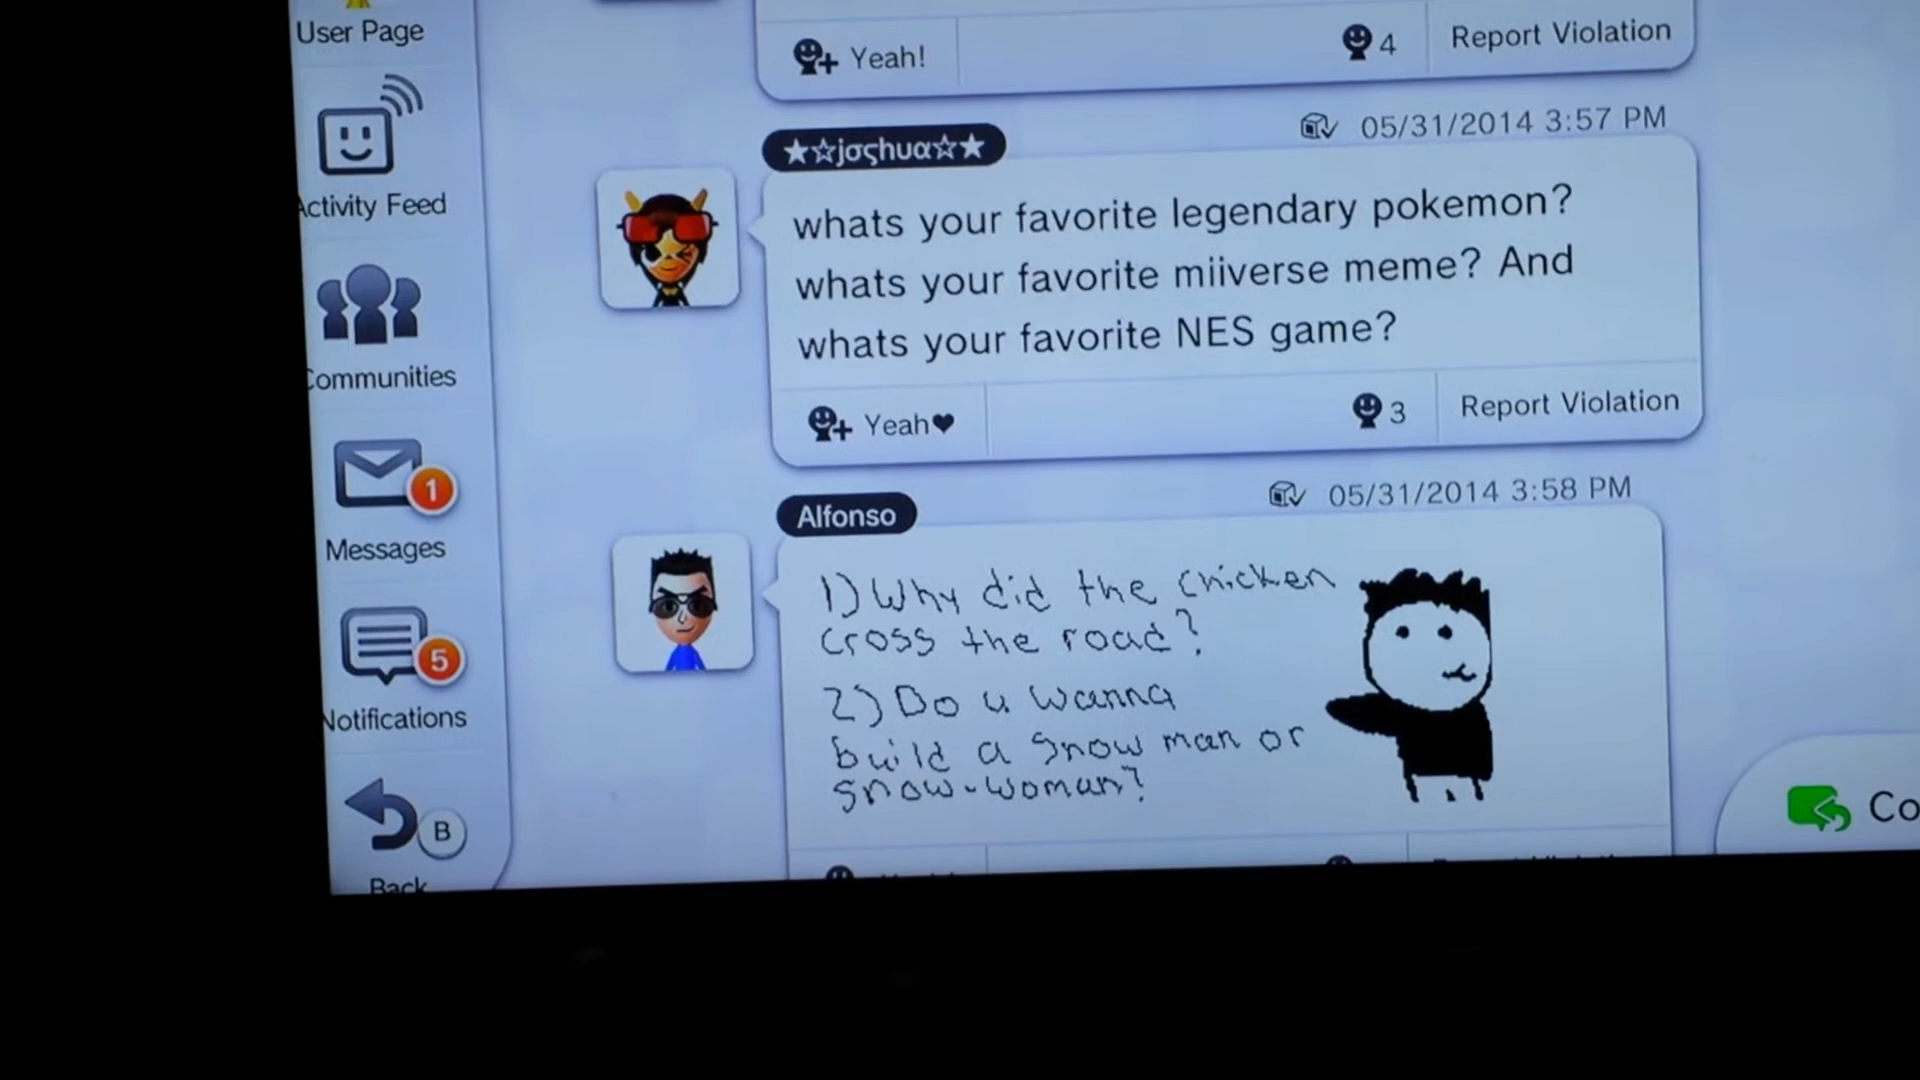 User Page
Yeah!
4
Report Violation
Activity Feed
★☆jσςhuα☆★
05/31/2014 3:57 PM
whats your favorite legendary pokemon?
whats your favorite miiverse meme? And
whats your favorite NES game?
Communities
Yeah♥
3
Report Violation
1
Messages
Alfonso
05/31/2014 3:58 PM
1) Why did the chicken
cross the road?
2) Do u wanna
build a snow man or
snow-woman?
5
Notifications
B
Back
Co